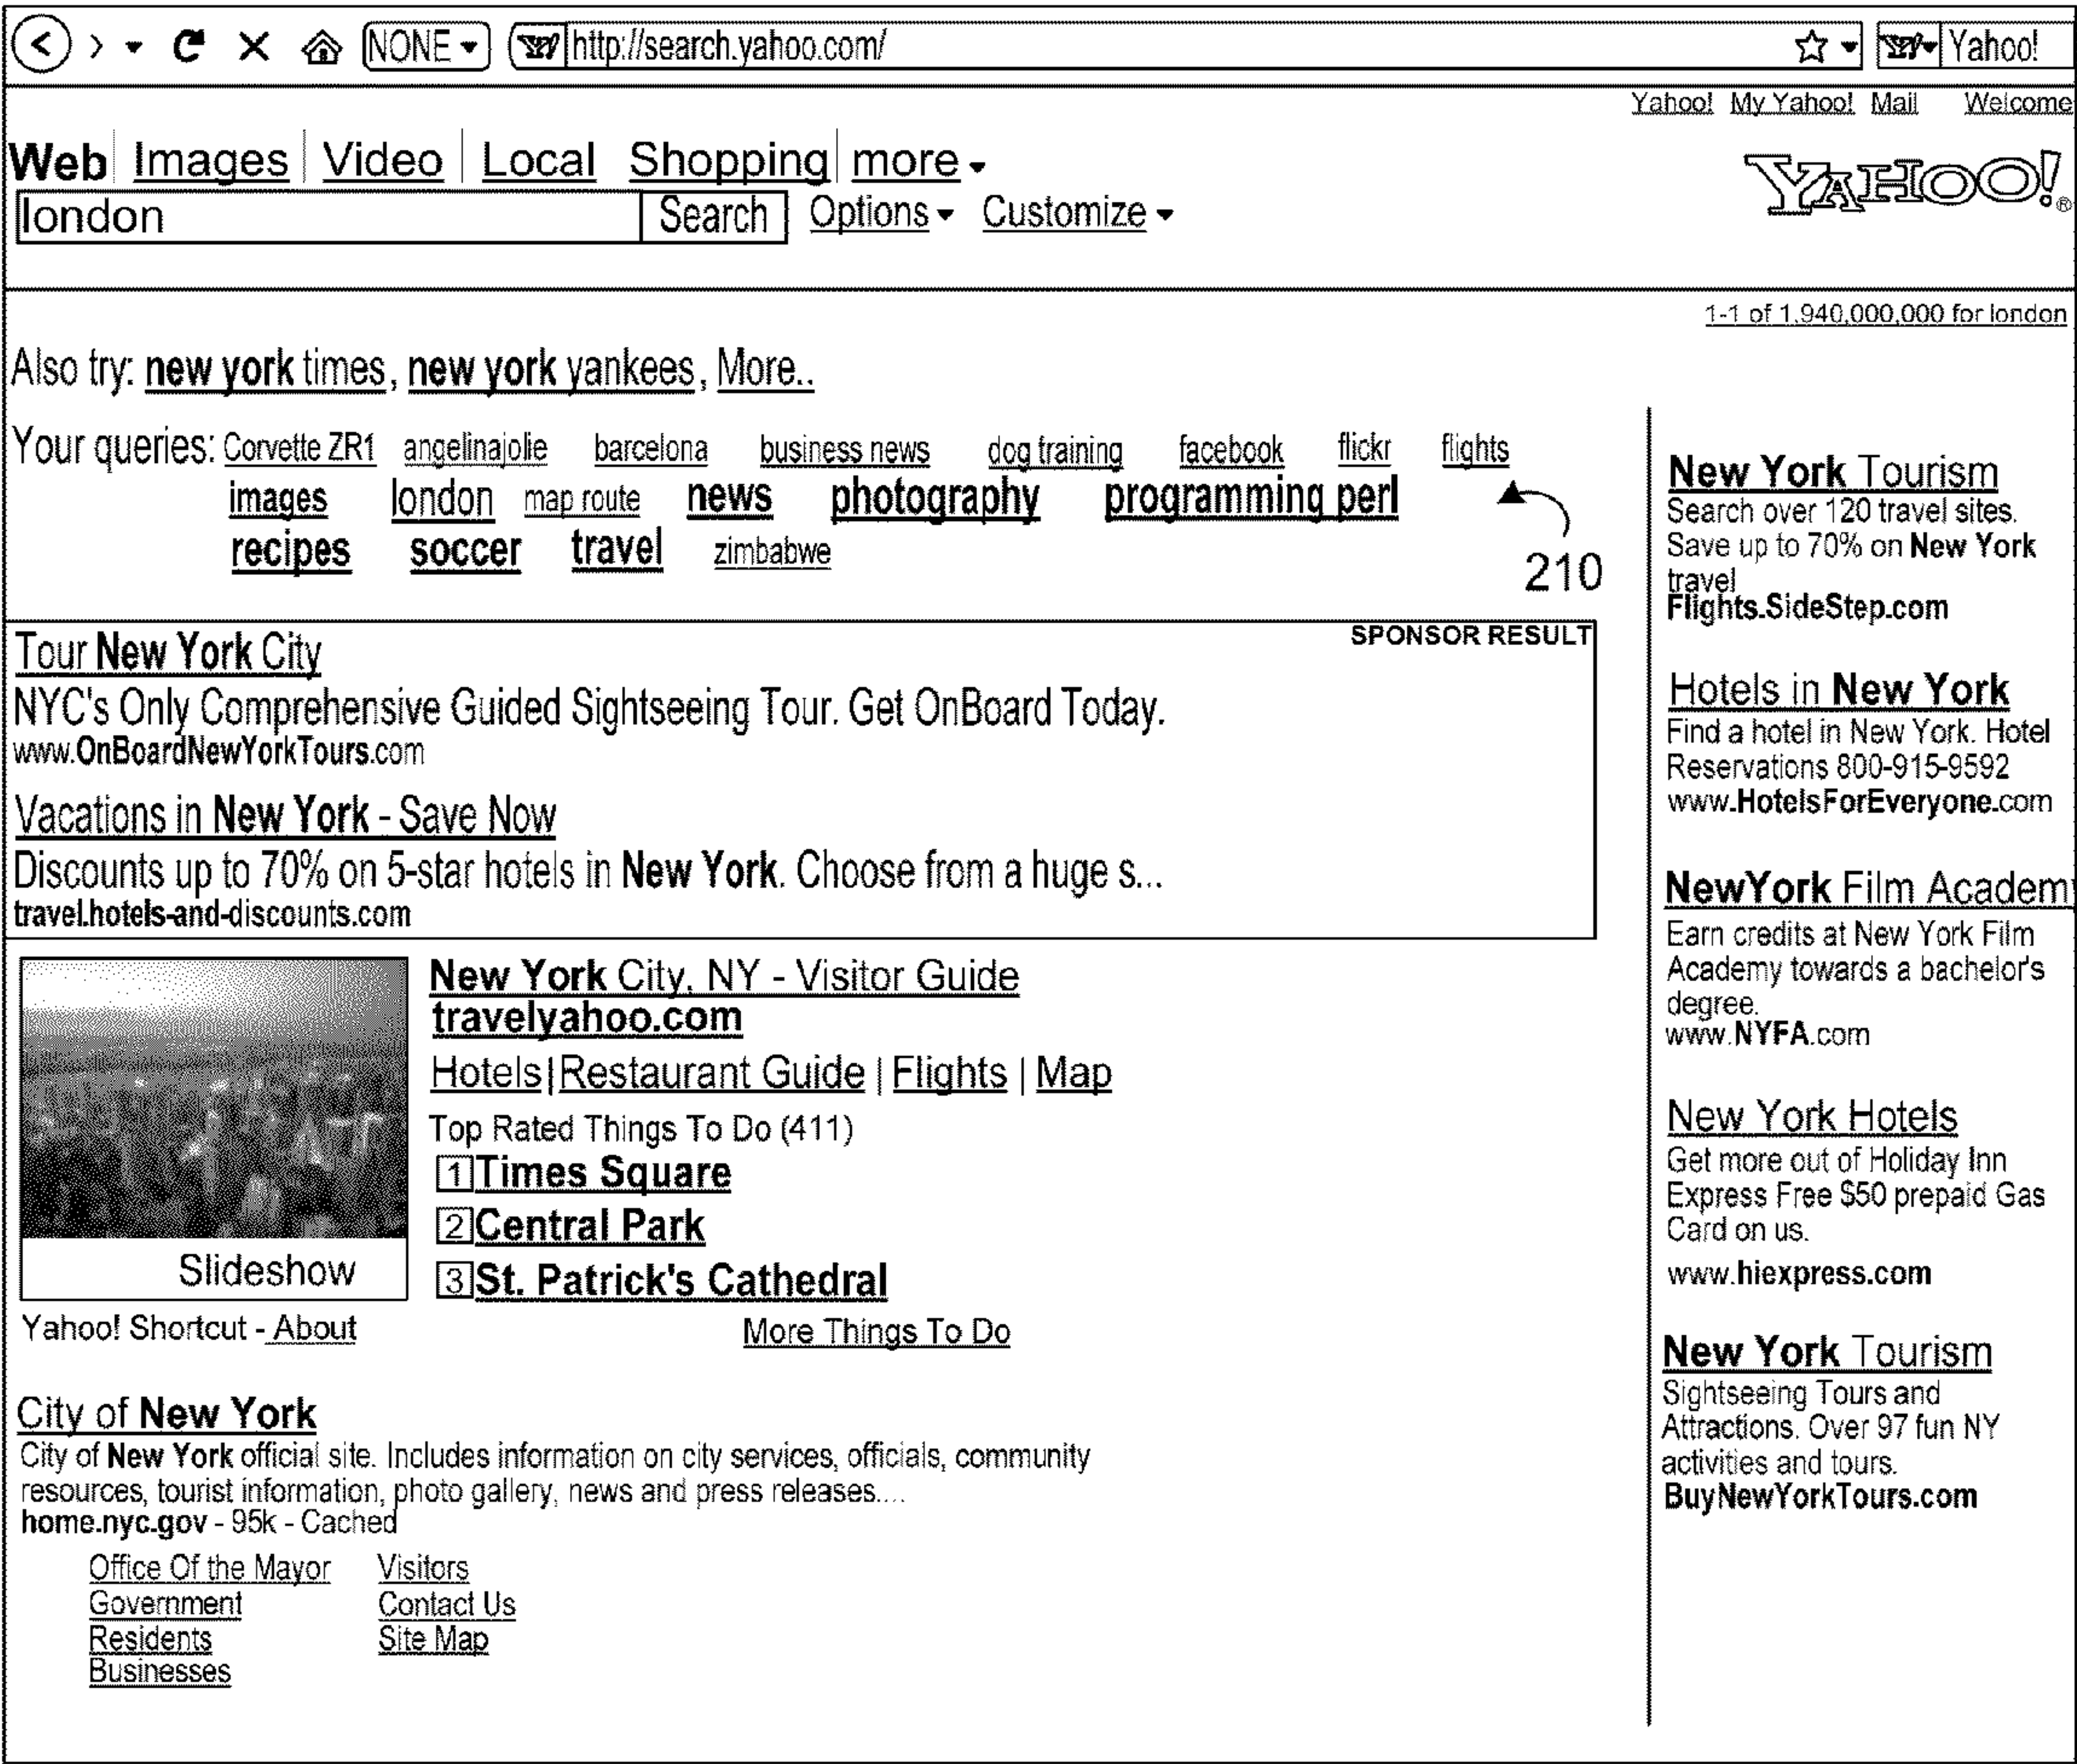 NONE http://search.yahoo.com/ Yahoo!
Yahoo! My Yahoo! Mail Welcome
Web Images Video Local Shopping more
YAHOO!®
london Search Options Customize
1-1 of 1,940,000,000 for london
Also try: new york times, new york yankees, More..
Your queries: Corvette ZR1 angelinajolie barcelona business news dog training facebook flickr flights
images london map route news photography programming perl
recipes soccer travel zimbabwe
210
SPONSOR RESULT
Tour New York City
NYC's Only Comprehensive Guided Sightseeing Tour. Get OnBoard Today.
www.OnBoardNewYorkTours.com
Vacations in New York - Save Now
Discounts up to 70% on 5-star hotels in New York. Choose from a huge s...
travel.hotels-and-discounts.com
New York City, NY - Visitor Guide
travelyahoo.com
Hotels|Restaurant Guide | Flights | Map
Top Rated Things To Do (411)
1 Times Square
2 Central Park
3 St. Patrick's Cathedral
Slideshow
Yahoo! Shortcut - About
More Things To Do
City of New York
City of New York official site. Includes information on city services, officials, community
resources, tourist information, photo gallery, news and press releases....
home.nyc.gov - 95k - Cached
Office Of the Mayor Visitors
Government Contact Us
Residents Site Map
Businesses
New York Tourism
Search over 120 travel sites.
Save up to 70% on New York
travel
Flights.SideStep.com
Hotels in New York
Find a hotel in New York. Hotel
Reservations 800-915-9592
www.HotelsForEveryone.com
NewYork Film Academy
Earn credits at New York Film
Academy towards a bachelor's
degree.
www.NYFA.com
New York Hotels
Get more out of Holiday Inn
Express Free $50 prepaid Gas
Card on us.
www.hiexpress.com
New York Tourism
Sightseeing Tours and
Attractions. Over 97 fun NY
activities and tours.
BuyNewYorkTours.com